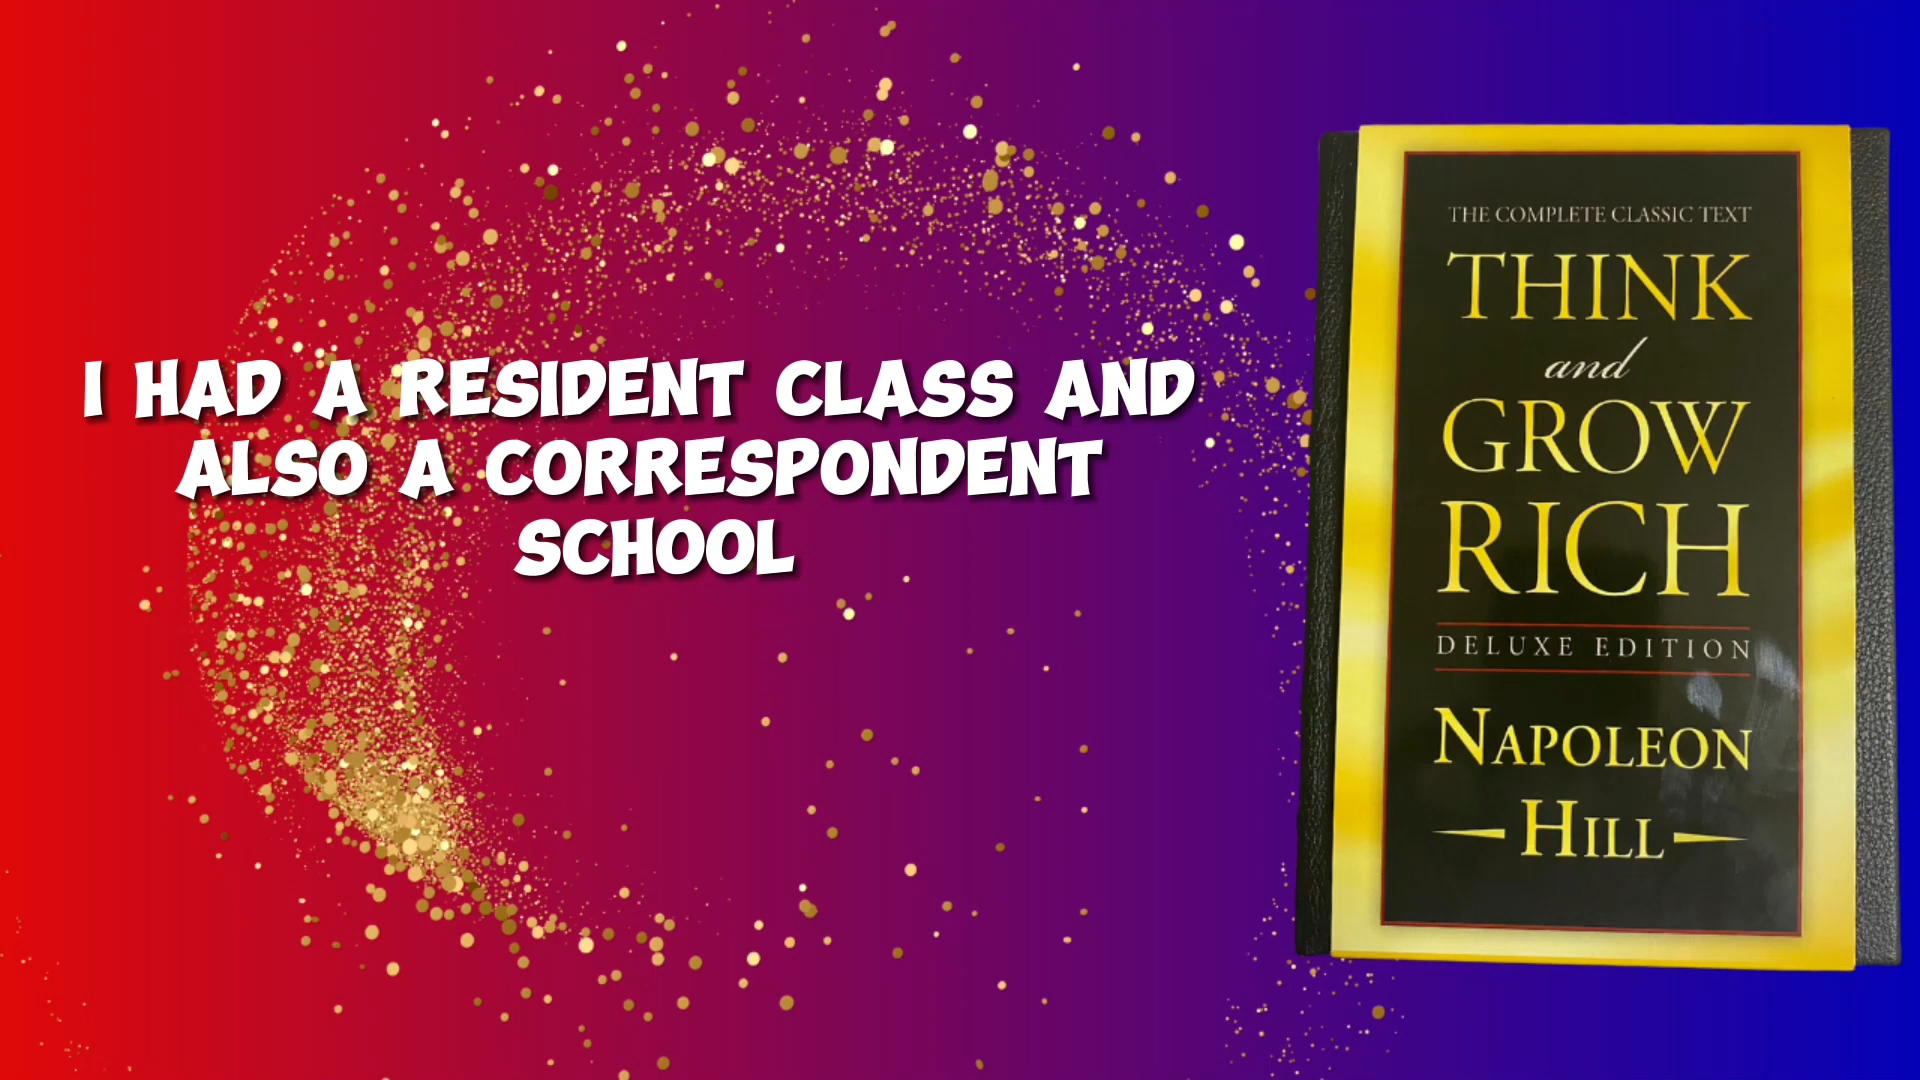 I HAD A RESIDENT CLASS AND
ALSO A CORRESPONDENT
SCHOOL
THE COMPLETE CLASSIC TEXT
THINK
and
GROW
RICH
DELUXE EDITION
NAPOLEON
HILL